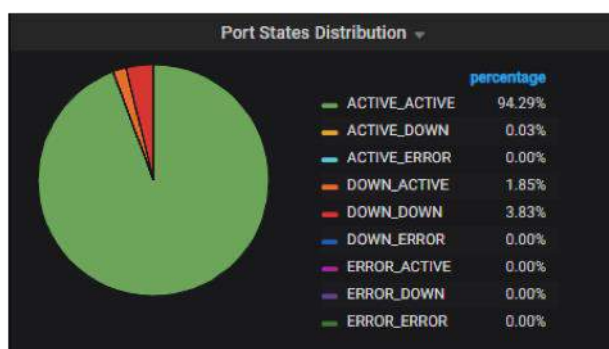 Port States Distribution
percentage
ACTIVE_ACTIVE 94.29%
ACTIVE_DOWN 0.03%
ACTIVE_ERROR 0.00%
DOWN_ACTIVE 1.85%
DOWN_DOWN 3.83%
DOWN_ERROR 0.00%
ERROR_ACTIVE 0.00%
ERROR_DOWN 0.00%
ERROR_ERROR 0.00%